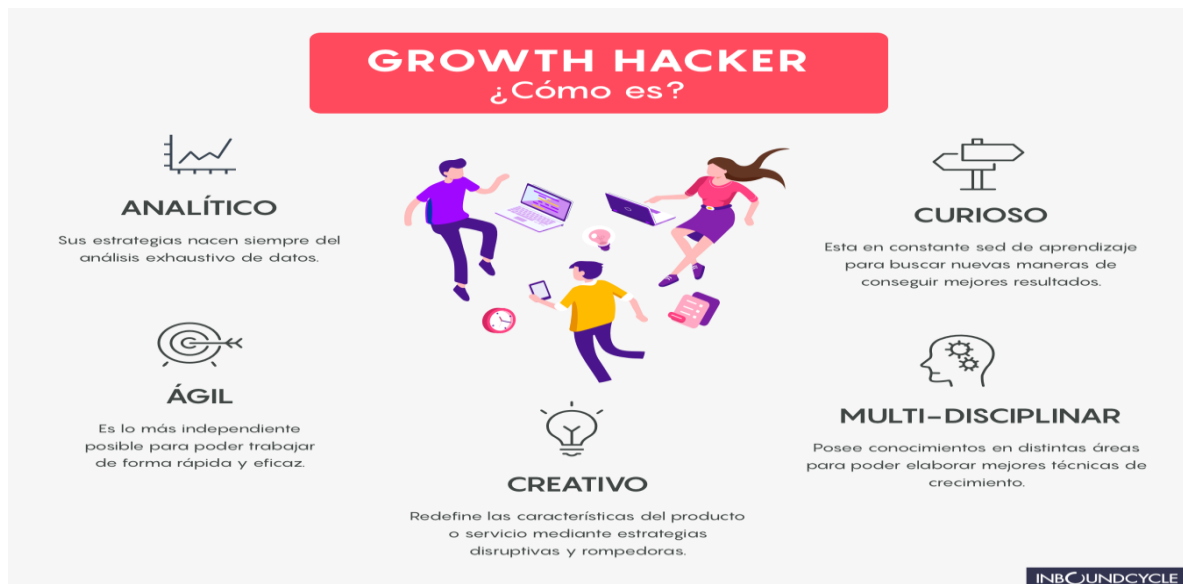 GROWTH HACKER
¿Cómo es?
ANALÍTICO
Sus estrategias nacen siempre del
análisis exhaustivo de datos.
ÁGIL
Es lo más independiente
posible para poder trabajar
de forma rápida y eficaz.
CREATIVO
Redefine las características del producto
o servicio mediante estrategias
disruptivas y rompedoras.
CURIOSO
Esta en constante sed de aprendizaje
para buscar nuevas maneras de
conseguir mejores resultados.
MULTI-DISCIPLINAR
Posee conocimientos en distintas áreas
para poder elaborar mejores técnicas de
crecimiento.
INBOUNDCYCLE